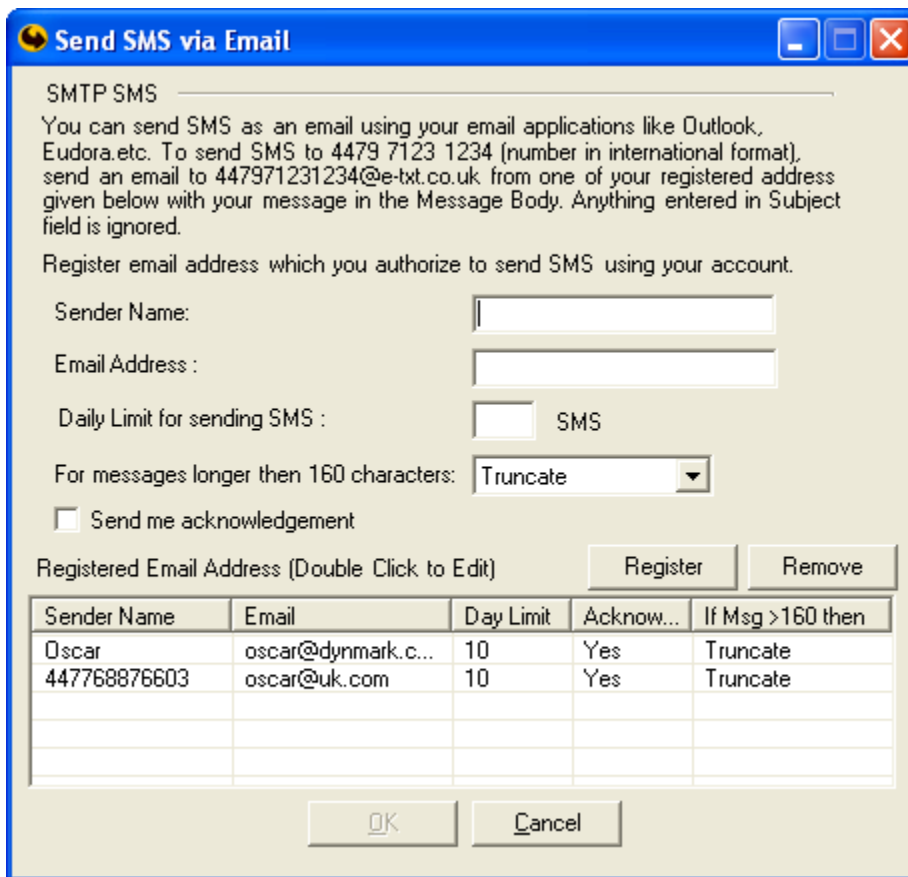 Send SMS via Email
SMTP SMS
You can send SMS as an email using your email applications like Outlook,
Eudora.etc. To send SMS to 4479 7123 1234 (number in international format),
send an email to 447971231234@e-txt.co.uk from one of your registered address
given below with your message in the Message Body. Anything entered in Subject
field is ignored.
Register email address which you authorize to send SMS using your account.
Sender Name:
Email Address :
Daily Limit for sending SMS : SMS
For messages longer then 160 characters: Truncate
Send me acknowledgement
Registered Email Address (Double Click to Edit) Register Remove
Sender Name Email Day Limit Acknow... If Msg >160 then
Oscar oscar@dynmark.c... 10 Yes Truncate
447768876603 oscar@uk.com 10 Yes Truncate
OK Cancel